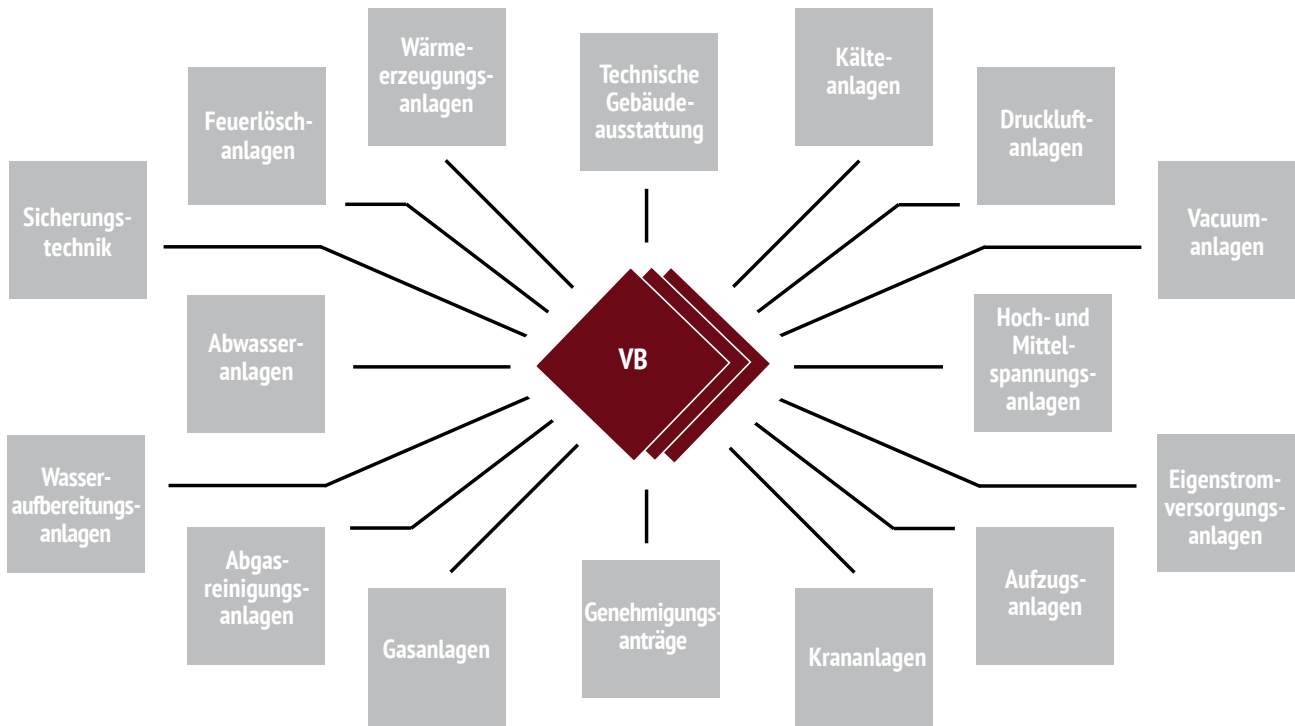 Wärme-
erzeugungs-
anlagen
Technische
Gebäude-
ausstattung
Kälte-
anlagen
Feuerlösch-
anlagen
Druckluft-
anlagen
Sicherungs-
technik
Vacuum-
anlagen
Abwasser-
anlagen
VB
Hoch- und
Mittel-
spannungs-
anlagen
Wasser-
aufbereitungs-
anlagen
Eigenstrom-
versorgungs-
anlagen
Abgas-
reinigungs-
anlagen
Aufzugs-
anlagen
Gasanlagen
Genehmigungs-
anträge
Krananlagen